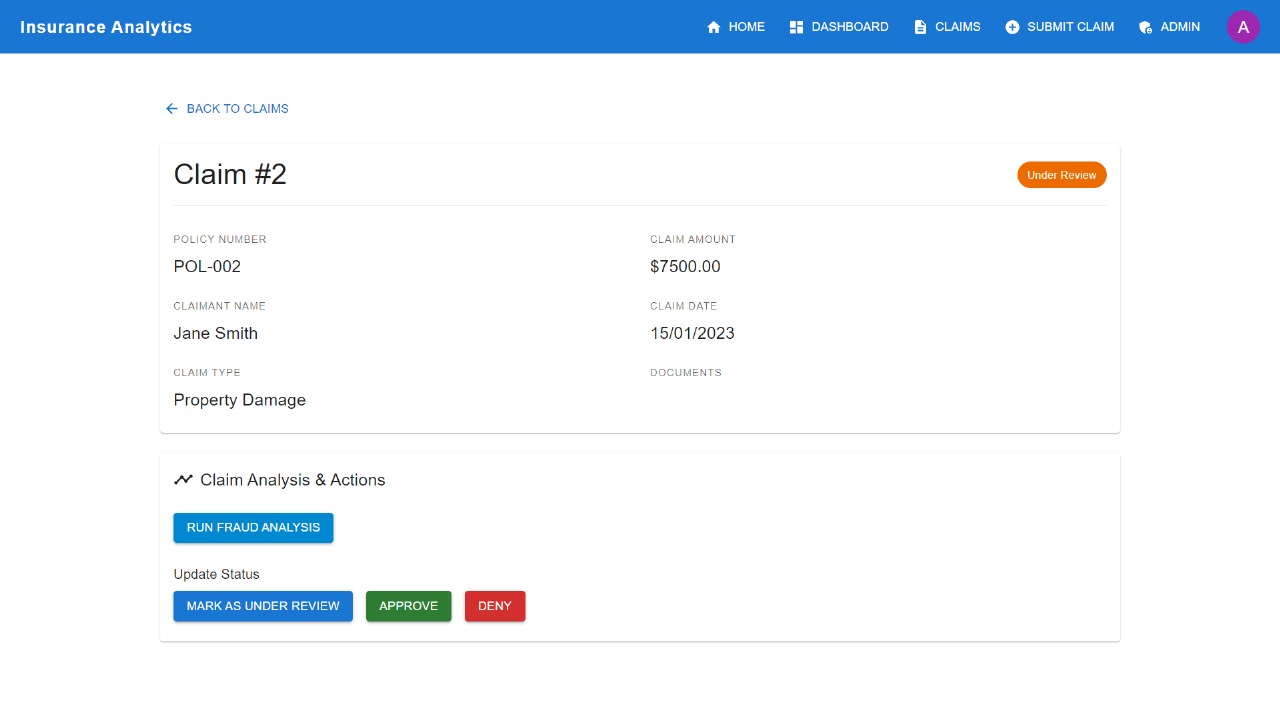 Insurance Analytics
HOME
DASHBOARD
CLAIMS
SUBMIT CLAIM
ADMIN
A
BACK TO CLAIMS
Claim #2
Under Review
POLICY NUMBER
POL-002
CLAIM AMOUNT
$7500.00
CLAIMANT NAME
Jane Smith
CLAIM DATE
15/01/2023
CLAIM TYPE
Property Damage
DOCUMENTS
Claim Analysis & Actions
RUN FRAUD ANALYSIS
Update Status
MARK AS UNDER REVIEW
APPROVE
DENY